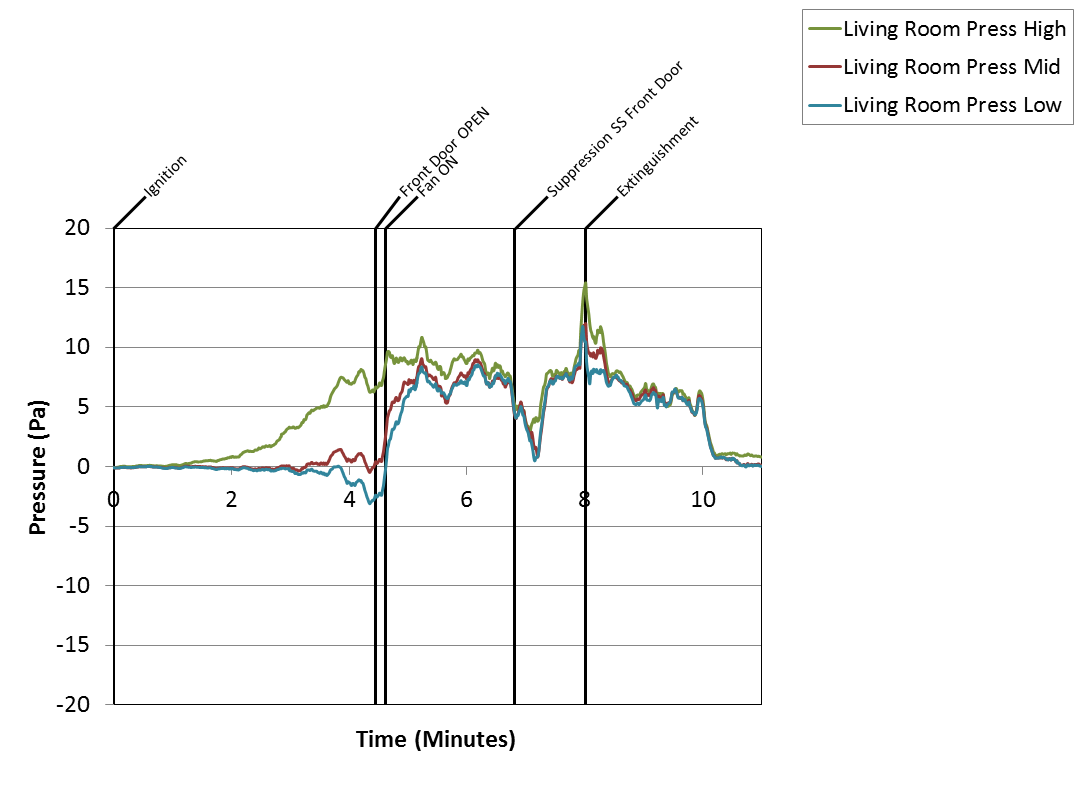 Living Room Press High
Living Room Press Mid
Living Room Press Low
Ignition
Front Door OPEN
Fan ON
Suppression SS Front Door
Extinguishment
20
15
10
5
0
-5
-10
-15
-20
Pressure (Pa)
0 2 4 6 8 10
Time (Minutes)